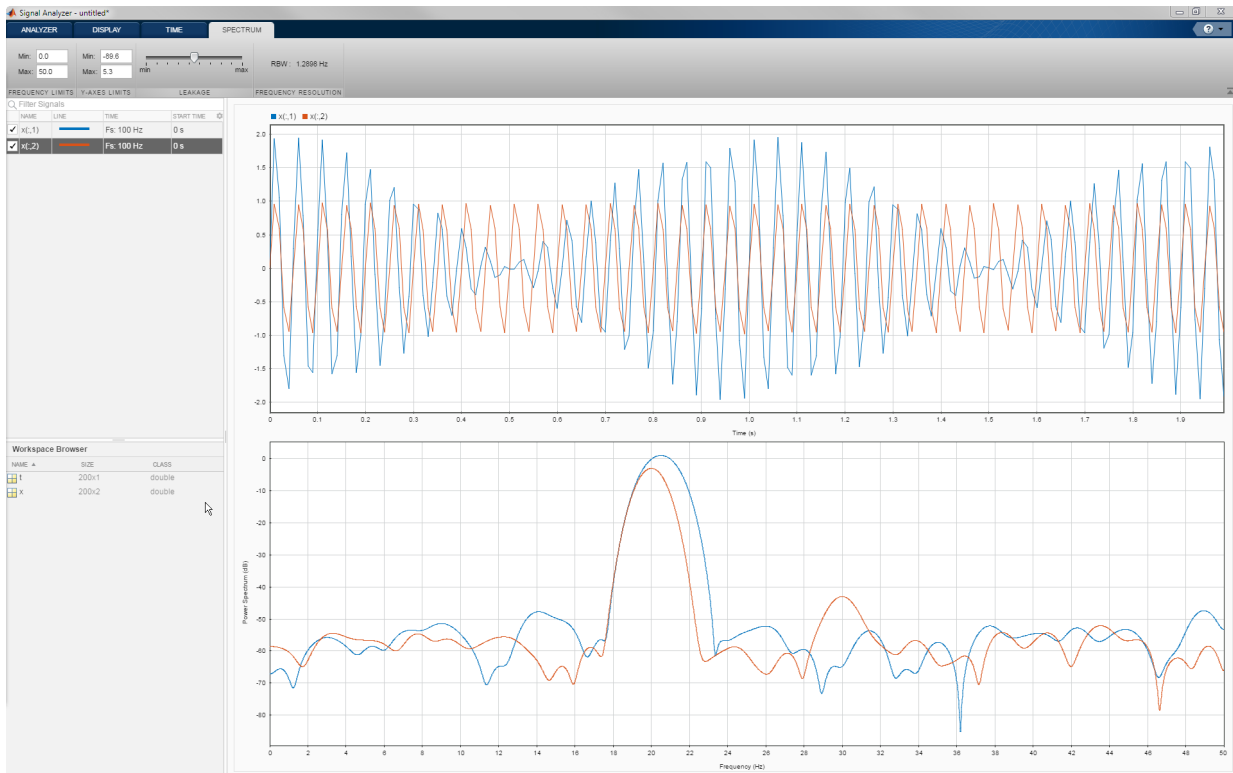 Signal Analyzer - untitled*
ANALYZER DISPLAY TIME SPECTRUM
?
Min: 0.0 Min: -89.6
Max: 50.0 Max: 5.3 min max RBW : 1.2898 Hz
FREQUENCY LIMITS Y-AXES LIMITS LEAKAGE FREQUENCY RESOLUTION
Filter Signals
NAME LINE TIME START TIME
x(:,1) Fs: 100 Hz 0 s
x(:,2) Fs: 100 Hz 0 s
Workspace Browser
NAME SIZE CLASS
t 200x1 double
x 200x2 double
x(:,1) x(:,2)
2.0
1.5
1.0
0.5
0
-0.5
-1.0
-1.5
-2.0
0 0.1 0.2 0.3 0.4 0.5 0.6 0.7 0.8 0.9 1.0 1.1 1.2 1.3 1.4 1.5 1.6 1.7 1.8 1.9
Time (s)
Power Spectrum (dB)
0
-10
-20
-30
-40
-50
-60
-70
-80
0 2 4 6 8 10 12 14 16 18 20 22 24 26 28 30 32 34 36 38 40 42 44 46 48 50
Frequency (Hz)